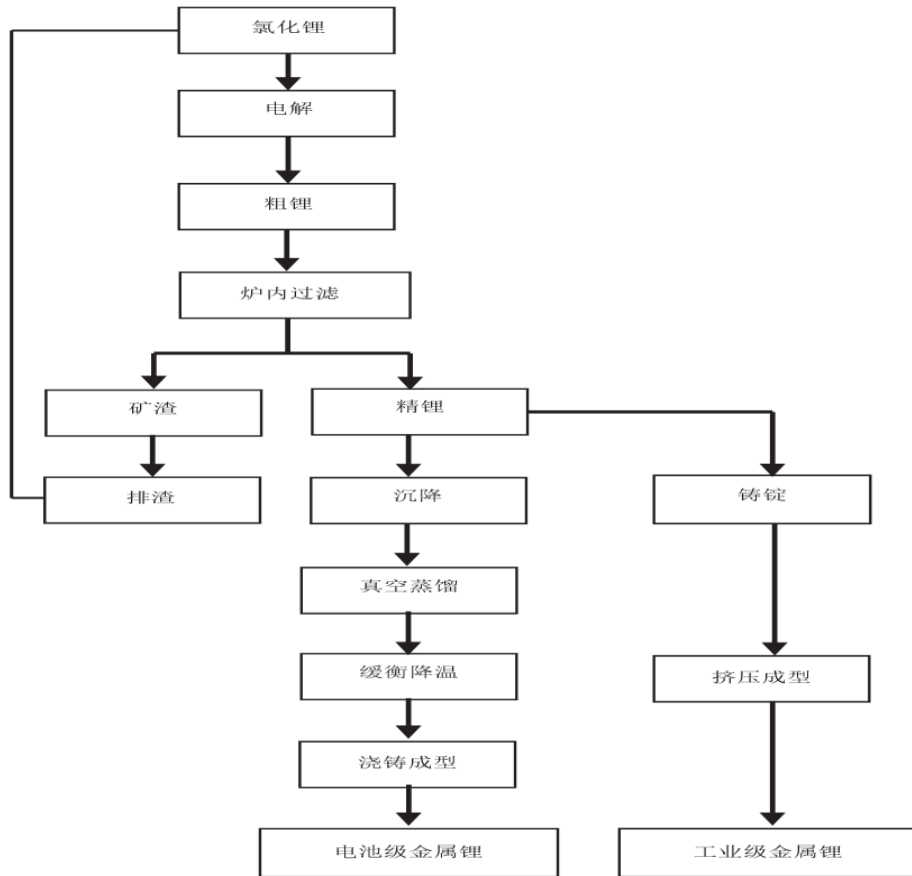 氯化锂
电解
粗锂
炉内过滤
矿渣
精锂
排渣
沉降
铸锭
真空蒸馏
缓衡降温
挤压成型
浇铸成型
电池级金属锂
工业级金属锂